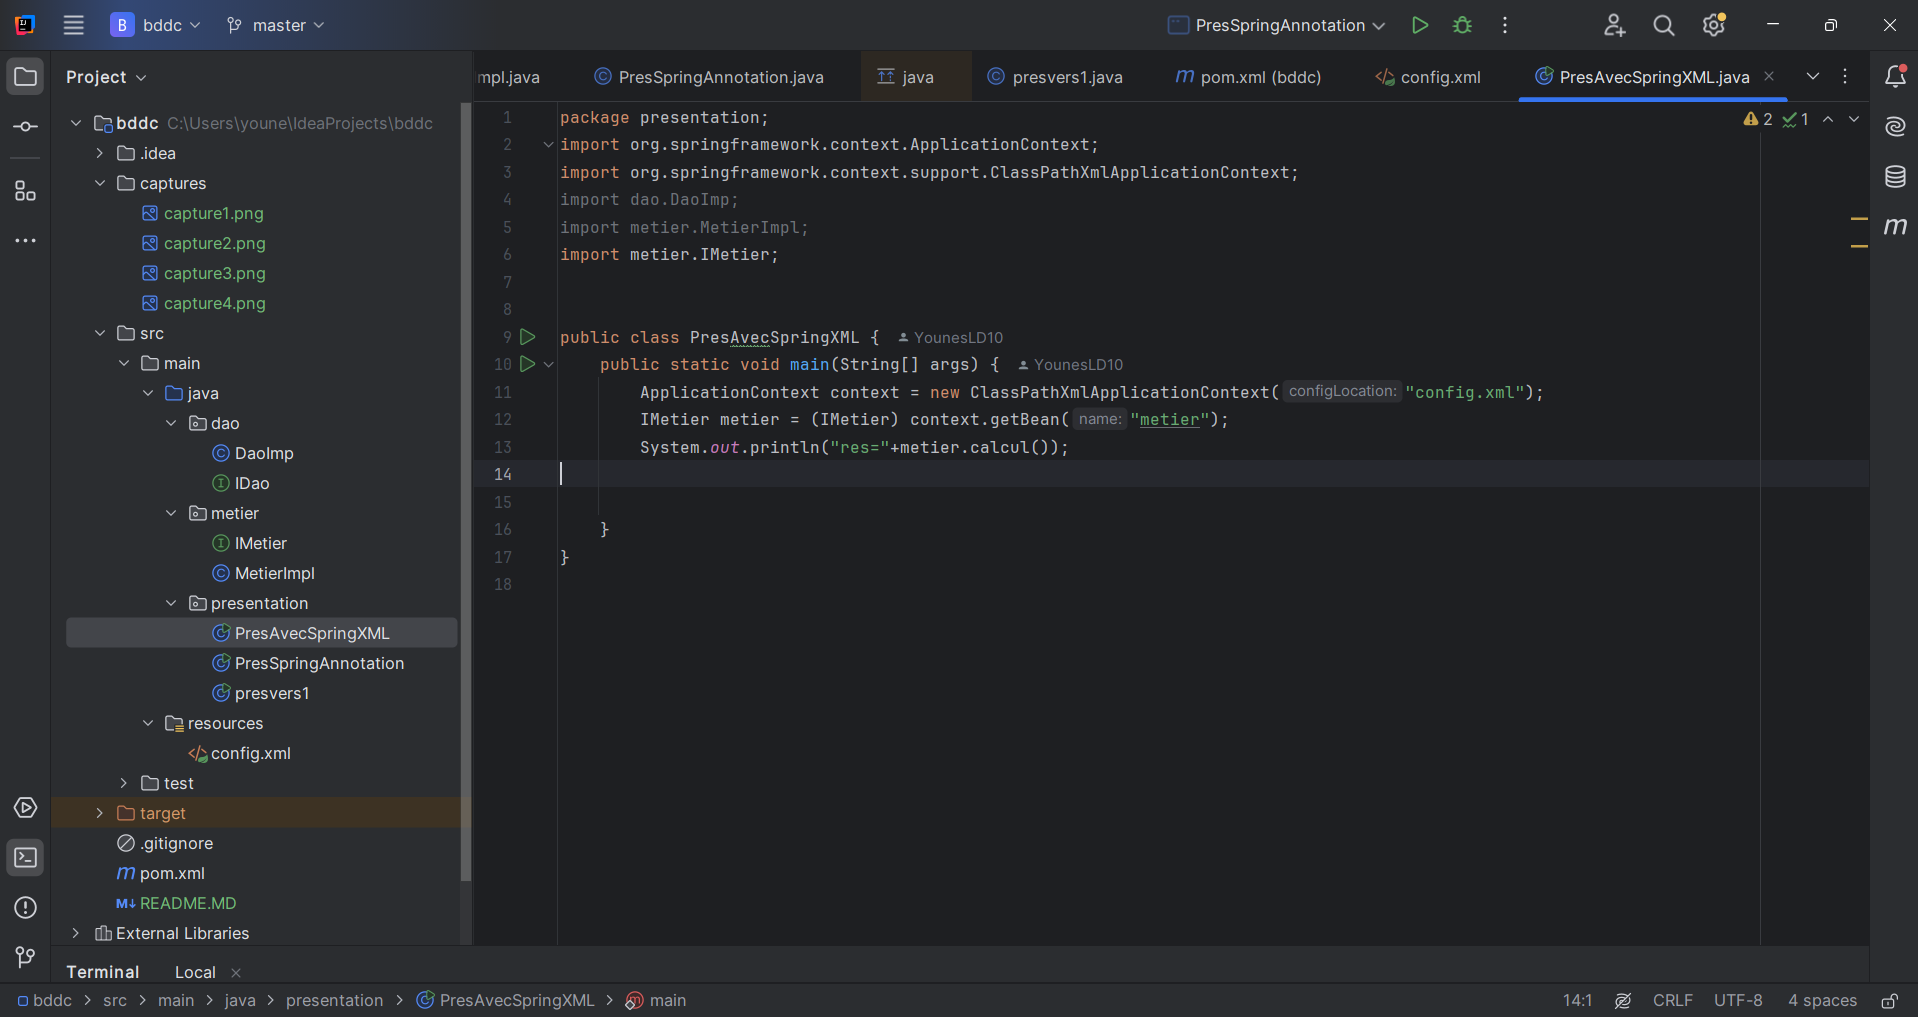 B bddc master PresSpringAnnotation
Project
mpl.java PresSpringAnnotation.java java presvers1.java m pom.xml (bddc) config.xml PresAvecSpringXML.java
bddc C:\Users\youne\IdeaProjects\bddc
.idea
captures
capture1.png
capture2.png
capture3.png
capture4.png
src
main
java
dao
DaoImp
IDao
metier
IMetier
MetierImpl
presentation
PresAvecSpringXML
PresSpringAnnotation
presvers1
resources
config.xml
test
target
.gitignore
m pom.xml
M↓ README.MD
External Libraries
2 1
1 package presentation;
2 import org.springframework.context.ApplicationContext;
3 import org.springframework.context.support.ClassPathXmlApplicationContext;
4 import dao.DaoImp;
5 import metier.MetierImpl;
6 import metier.IMetier;
7
8
9 public class PresAvecSpringXML { YounesLD10
10 public static void main(String[] args) { YounesLD10
11 ApplicationContext context = new ClassPathXmlApplicationContext( configLocation: "config.xml");
12 IMetier metier = (IMetier) context.getBean( name: "metier");
13 System.out.println("res="+metier.calcul());
14
15
16 }
17 }
18
m
Terminal Local
bddc > src > main > java > presentation > PresAvecSpringXML > m main 14:1 CRLF UTF-8 4 spaces